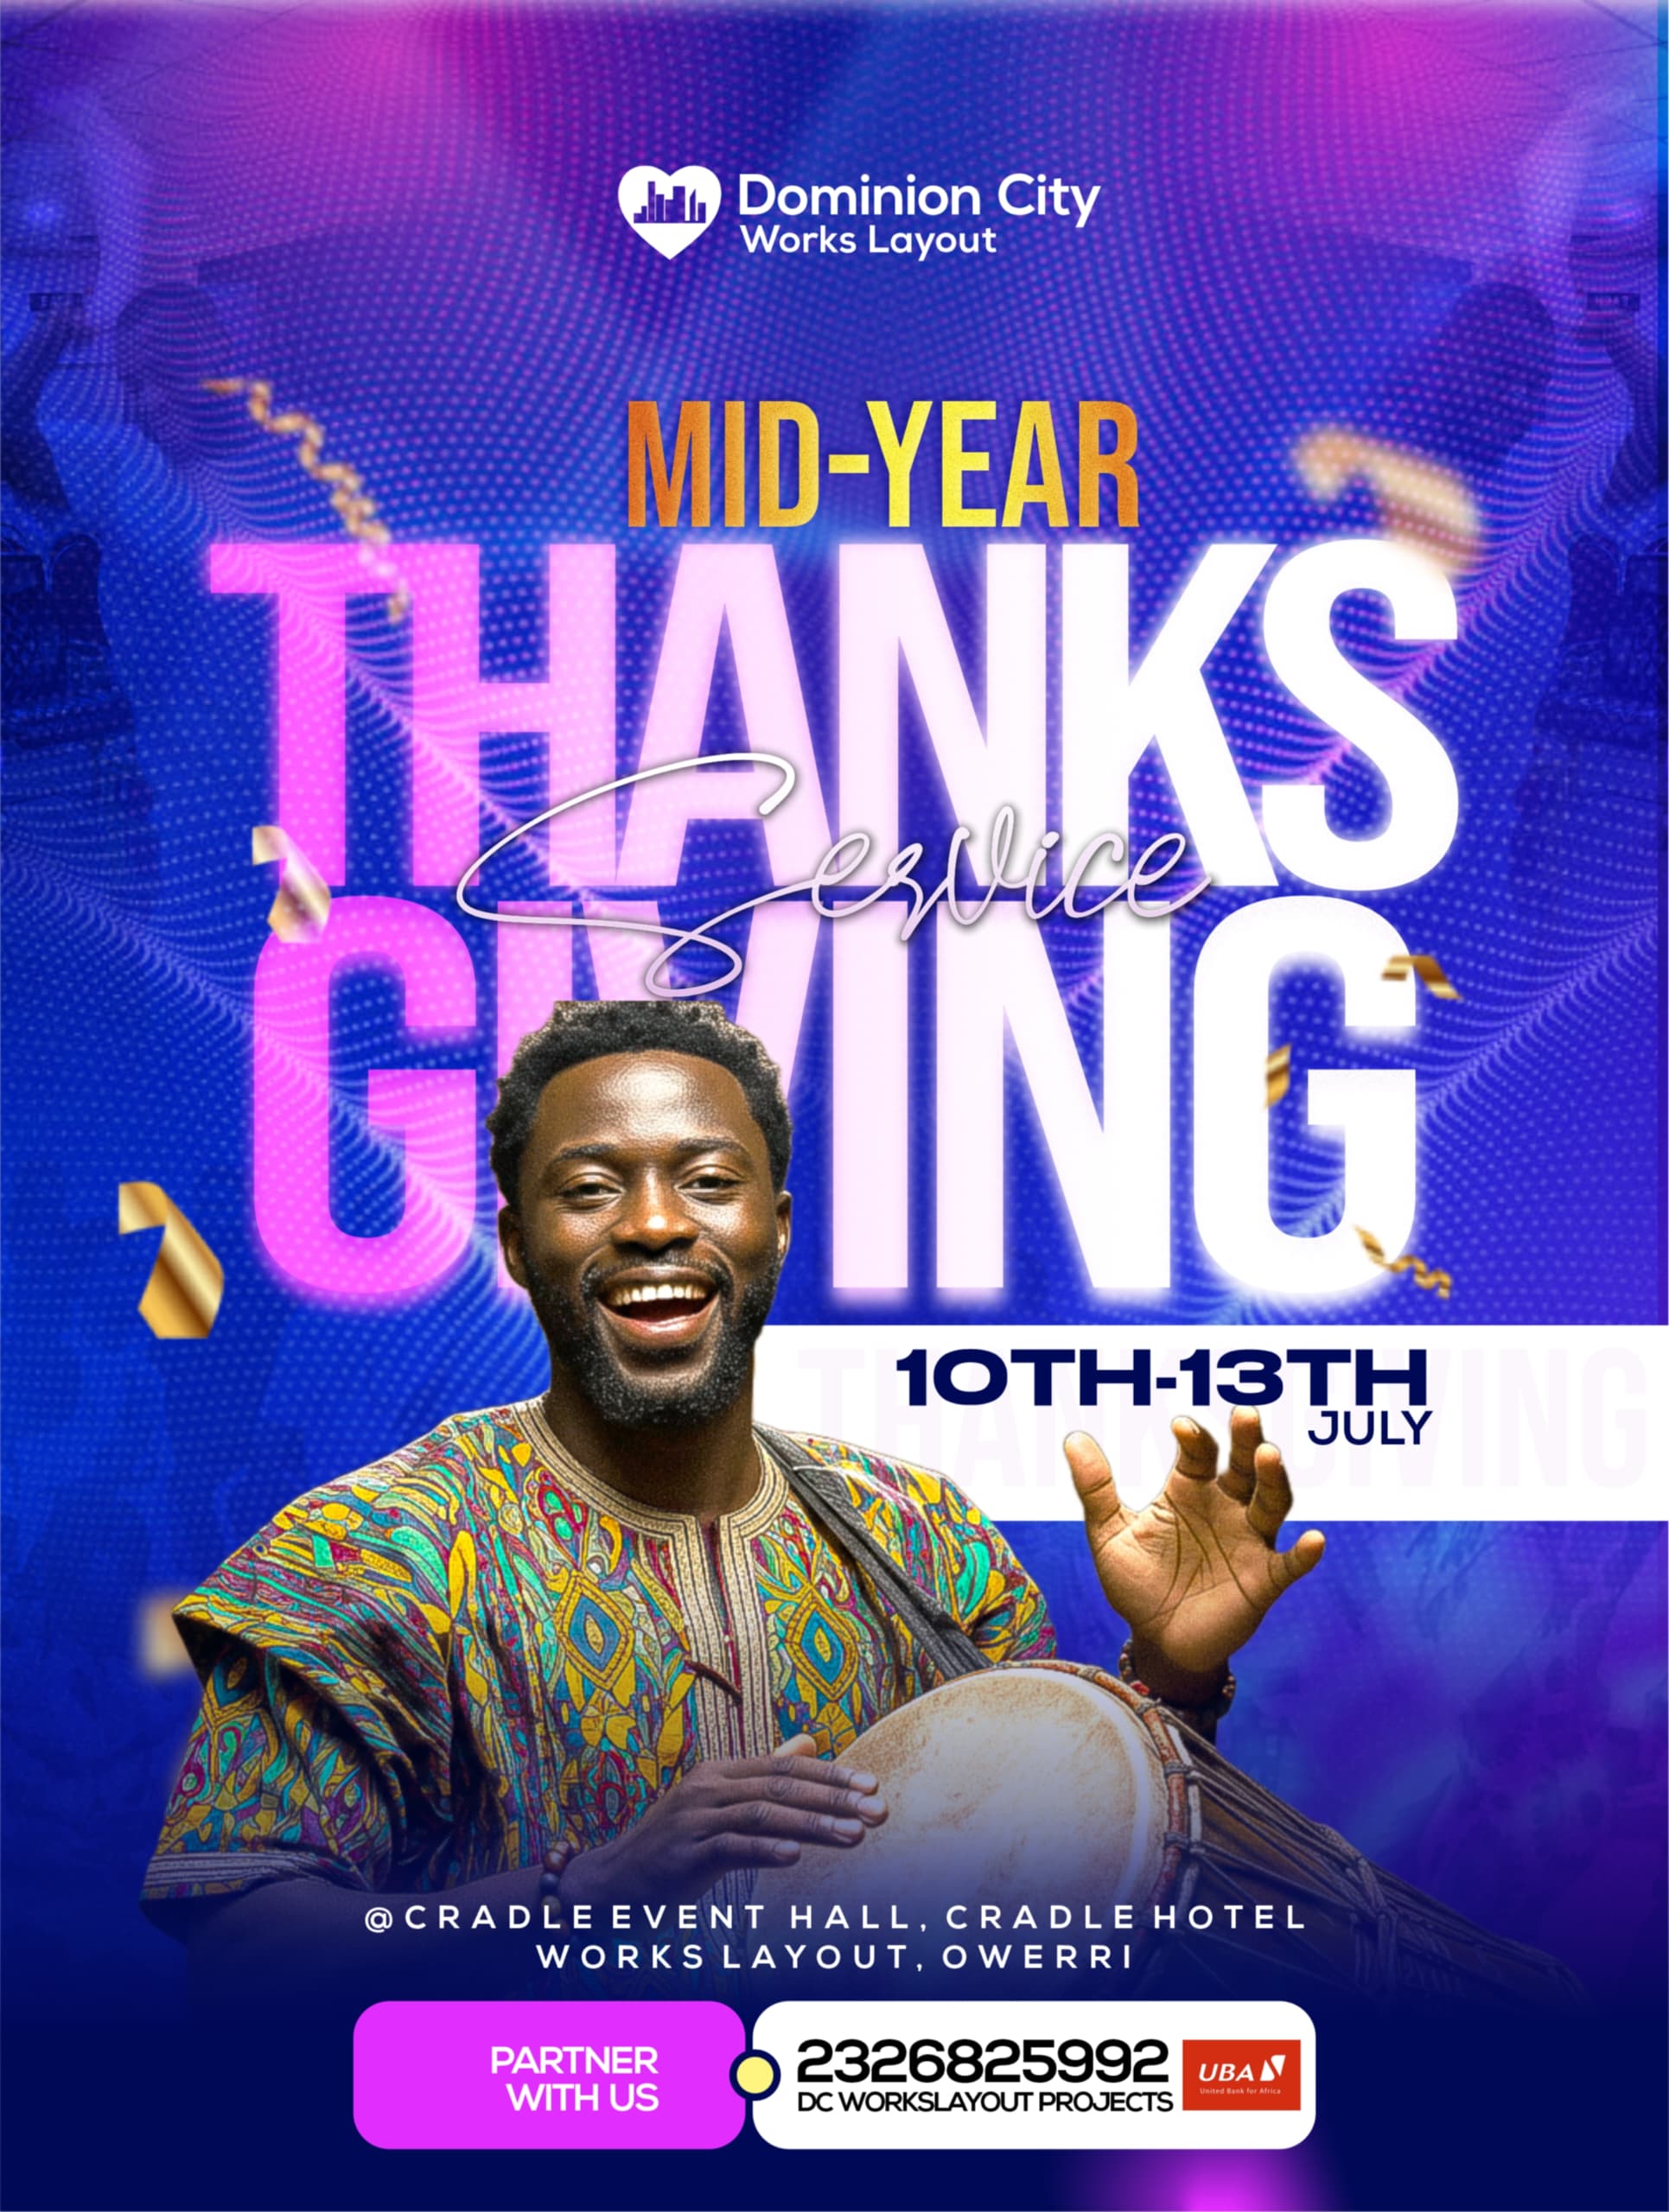 Dominion City
Works Layout
MID-YEAR
THANKS
Service
GIVING
10TH-13TH
JULY
THANKSGIVING
@CRADLE EVENT HALL, CRADLE HOTEL
WORKS LAYOUT, OWERRI
PARTNER
WITH US
2326825992
DC WORKSLAYOUT PROJECTS
UBA
United Bank for Africa